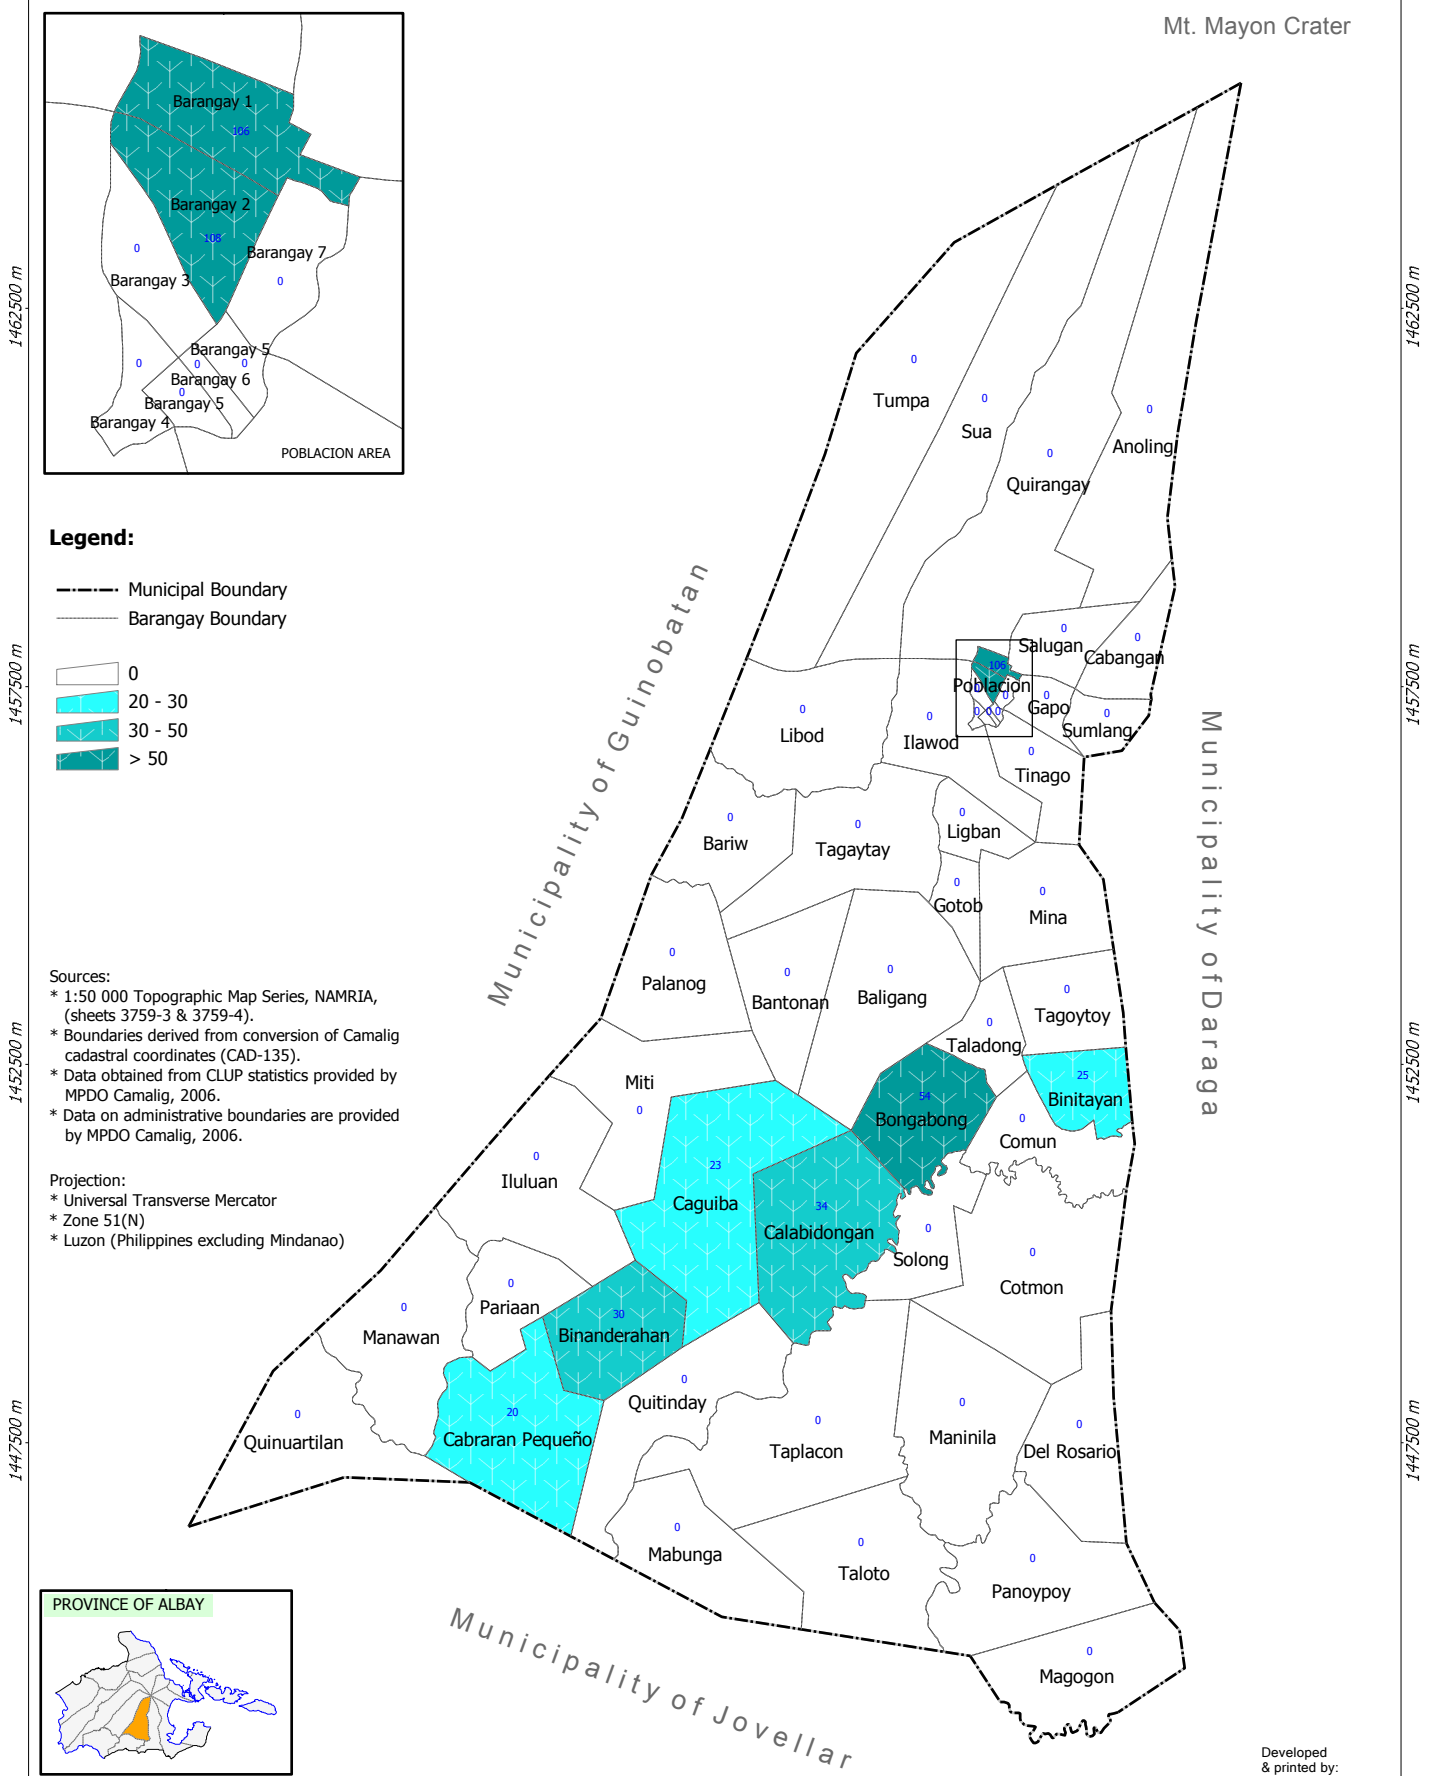 Mt. Mayon Crater
Barangay 1
106
Barangay 2
108
0
Barangay 7
Barangay 3
0
Barangay 5
0
0
0
Barangay 6
0
Barangay 5
Barangay 4
POBLACION AREA
1462500 m
1462500 m
0
Tumpa
0
Sua
0
Anoling
0
Quirangay
Legend:
Municipal Boundary
Barangay Boundary
0
20 - 30
30 - 50
> 50
Municipality of Guinobatan
1457500 m
1457500 m
0
Salugan
0
Cabangan
106
Poblacion
0
0
0
0
0
0
Gapo
0
Sumlang
0
Libod
0
Ilawod
0
Tinago
Municipality of Daraga
0
Bariw
0
Tagaytay
0
Ligban
0
Gotob
0
Mina
0
Palanog
0
Bantonan
0
Baligang
0
Tagoytoy
0
Taladong
Sources:
* 1:50 000 Topographic Map Series, NAMRIA,
(sheets 3759-3 & 3759-4).
* Boundaries derived from conversion of Camalig
cadastral coordinates (CAD-135).
* Data obtained from CLUP statistics provided by
MPDO Camalig, 2006.
* Data on administrative boundaries are provided
by MPDO Camalig, 2006.
Projection:
* Universal Transverse Mercator
* Zone 51(N)
* Luzon (Philippines excluding Mindanao)
1452500 m
1452500 m
Miti
0
54
Bongabong
25
Binitayan
0
Comun
0
Iluluan
23
Caguiba
34
Calabidongan
0
Solong
0
Cotmon
0
Pariaan
0
Manawan
30
Binanderahan
0
Quitinday
0
Quinuartilan
20
Cabraran Pequeño
0
Taplacon
0
Maninila
0
Del Rosario
1447500 m
1447500 m
0
Mabunga
0
Taloto
0
Panoypoy
0
Magogon
PROVINCE OF ALBAY
Municipality of Jovellar
Developed
& printed by: